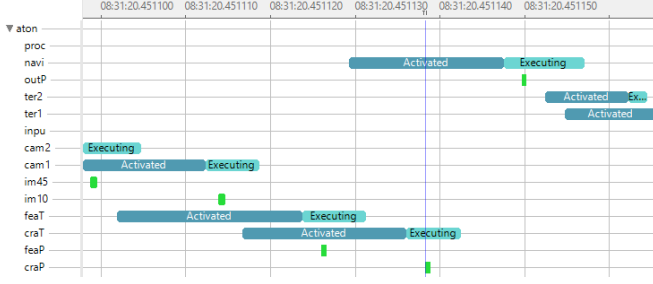 08:31:20.451100 08:31:20.451110 08:31:20.451120 08:31:20.451130 08:31:20.451140 08:31:20.451150
aton
proc
navi Activated Executing
outP
ter2 Activated Ex...
ter1 Activated
inpu
cam2 Executing
cam1 Activated Executing
im45
im10
feaT Activated Executing
craT Activated Executing
feaP
craP